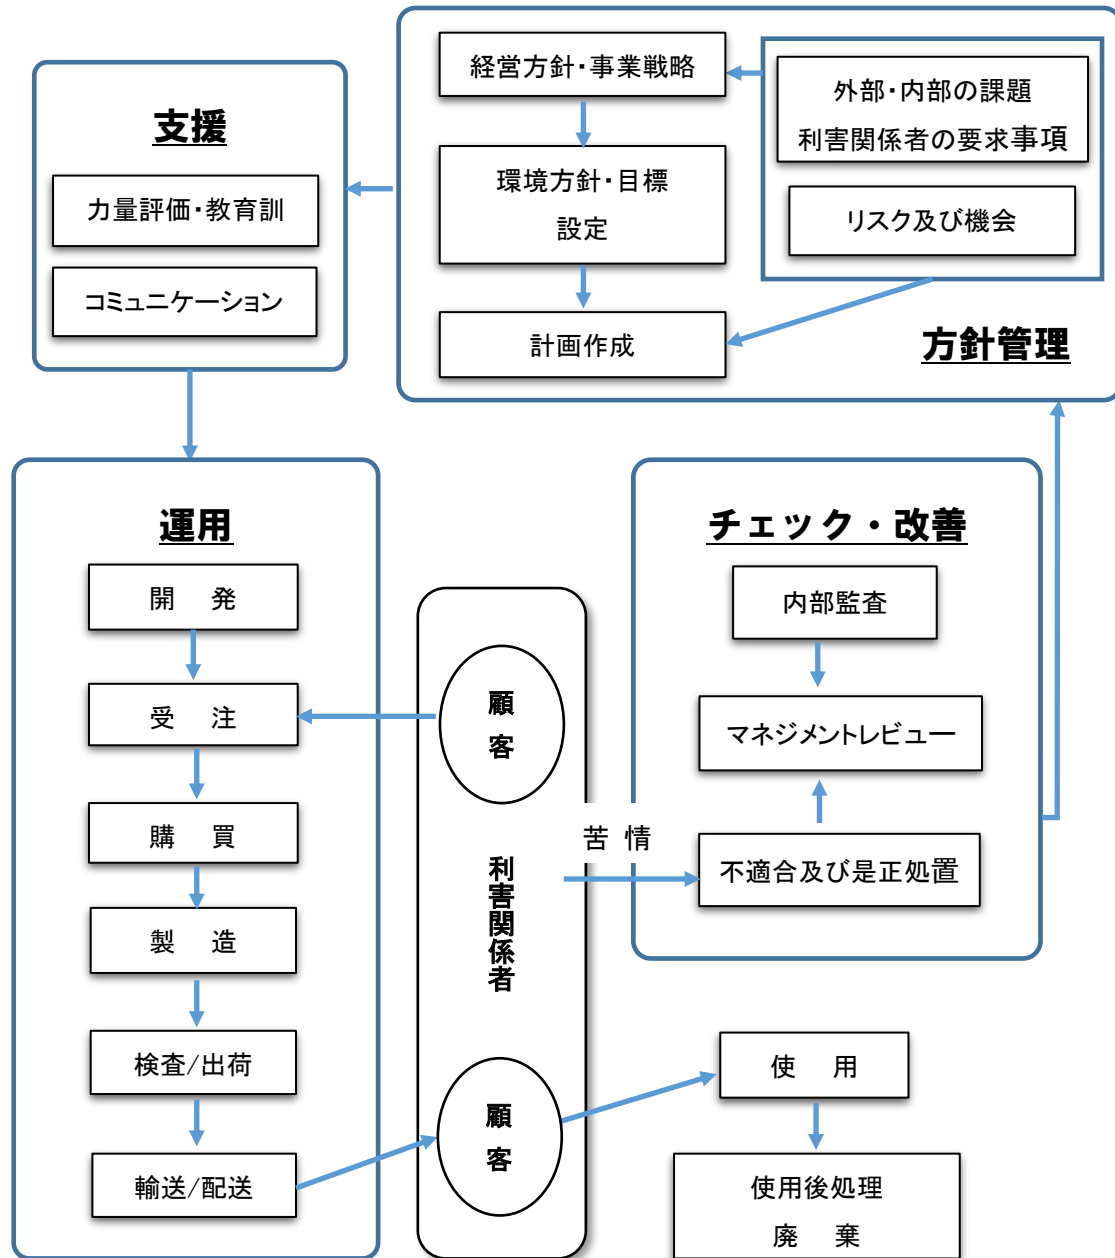 経営方針・事業戦略
環境方針・目標
設定
計画作成
外部・内部の課題
利害関係者の要求事項
リスク及び機会
方針管理
支援
力量評価・教育訓
コミュニケーション
運用
開　発
受　注
購　買
製　造
検査/出荷
輸送/配送
顧客
利害関係者
顧客
苦 情
チェック・改善
内部監査
マネジメントレビュー
不適合及び是正処置
使　用
使用後処理
廃　棄